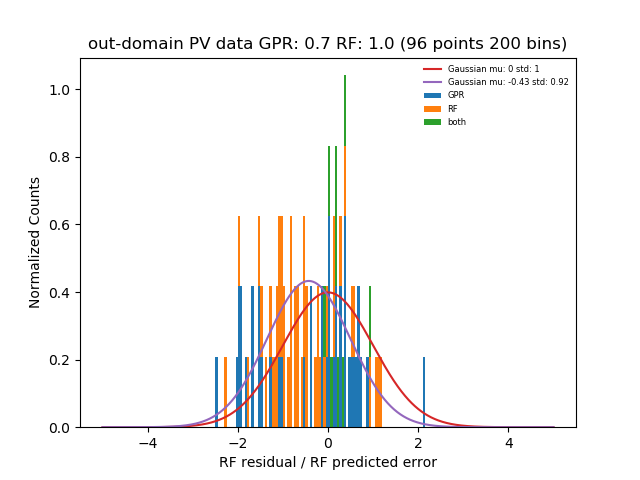 out-domain PV data GPR: 0.7 RF: 1.0 (96 points 200 bins)
Gaussian mu: 0 std: 1
Gaussian mu: -0.43 std: 0.92
GPR
RF
both
Normalized Counts
1.0
0.8
0.6
0.4
0.2
0.0
−4 −2 0 2 4
RF residual / RF predicted error